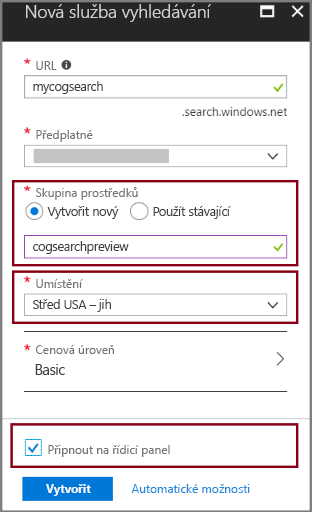 Nová služba vyhledávání
* URL
mycogsearch
.search.windows.net
* Předplatné
* Skupina prostředků
Vytvořit nový Použít stávající
cogsearchpreview
* Umístění
Střed USA – jih
* Cenová úroveň
Basic
Připnout na řídicí panel
Vytvořit Automatické možnosti